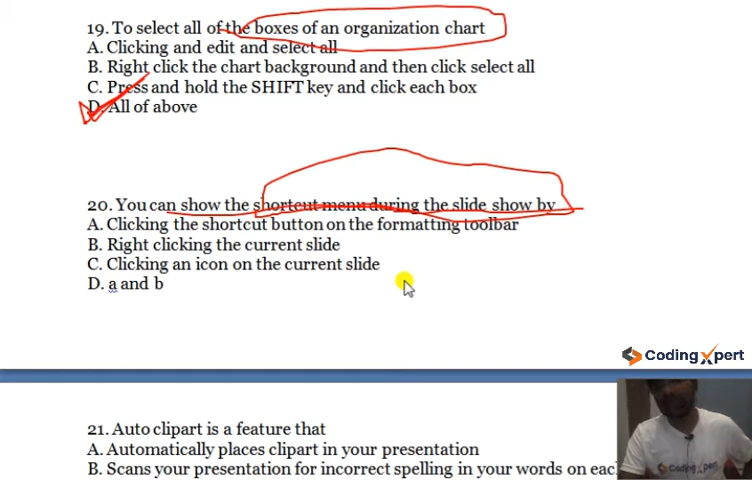 19. To select all of the boxes of an organization chart
A. Clicking and edit and select all
B. Right click the chart background and then click select all
C. Press and hold the SHIFT key and click each box
D. All of above
20. You can show the shortcut menu during the slide show by
A. Clicking the shortcut button on the formatting toolbar
B. Right clicking the current slide
C. Clicking an icon on the current slide
D. a and b
Coding Xpert
21. Auto clipart is a feature that
A. Automatically places clipart in your presentation
B. Scans your presentation for incorrect spelling in your words on eac
Coding Xpert